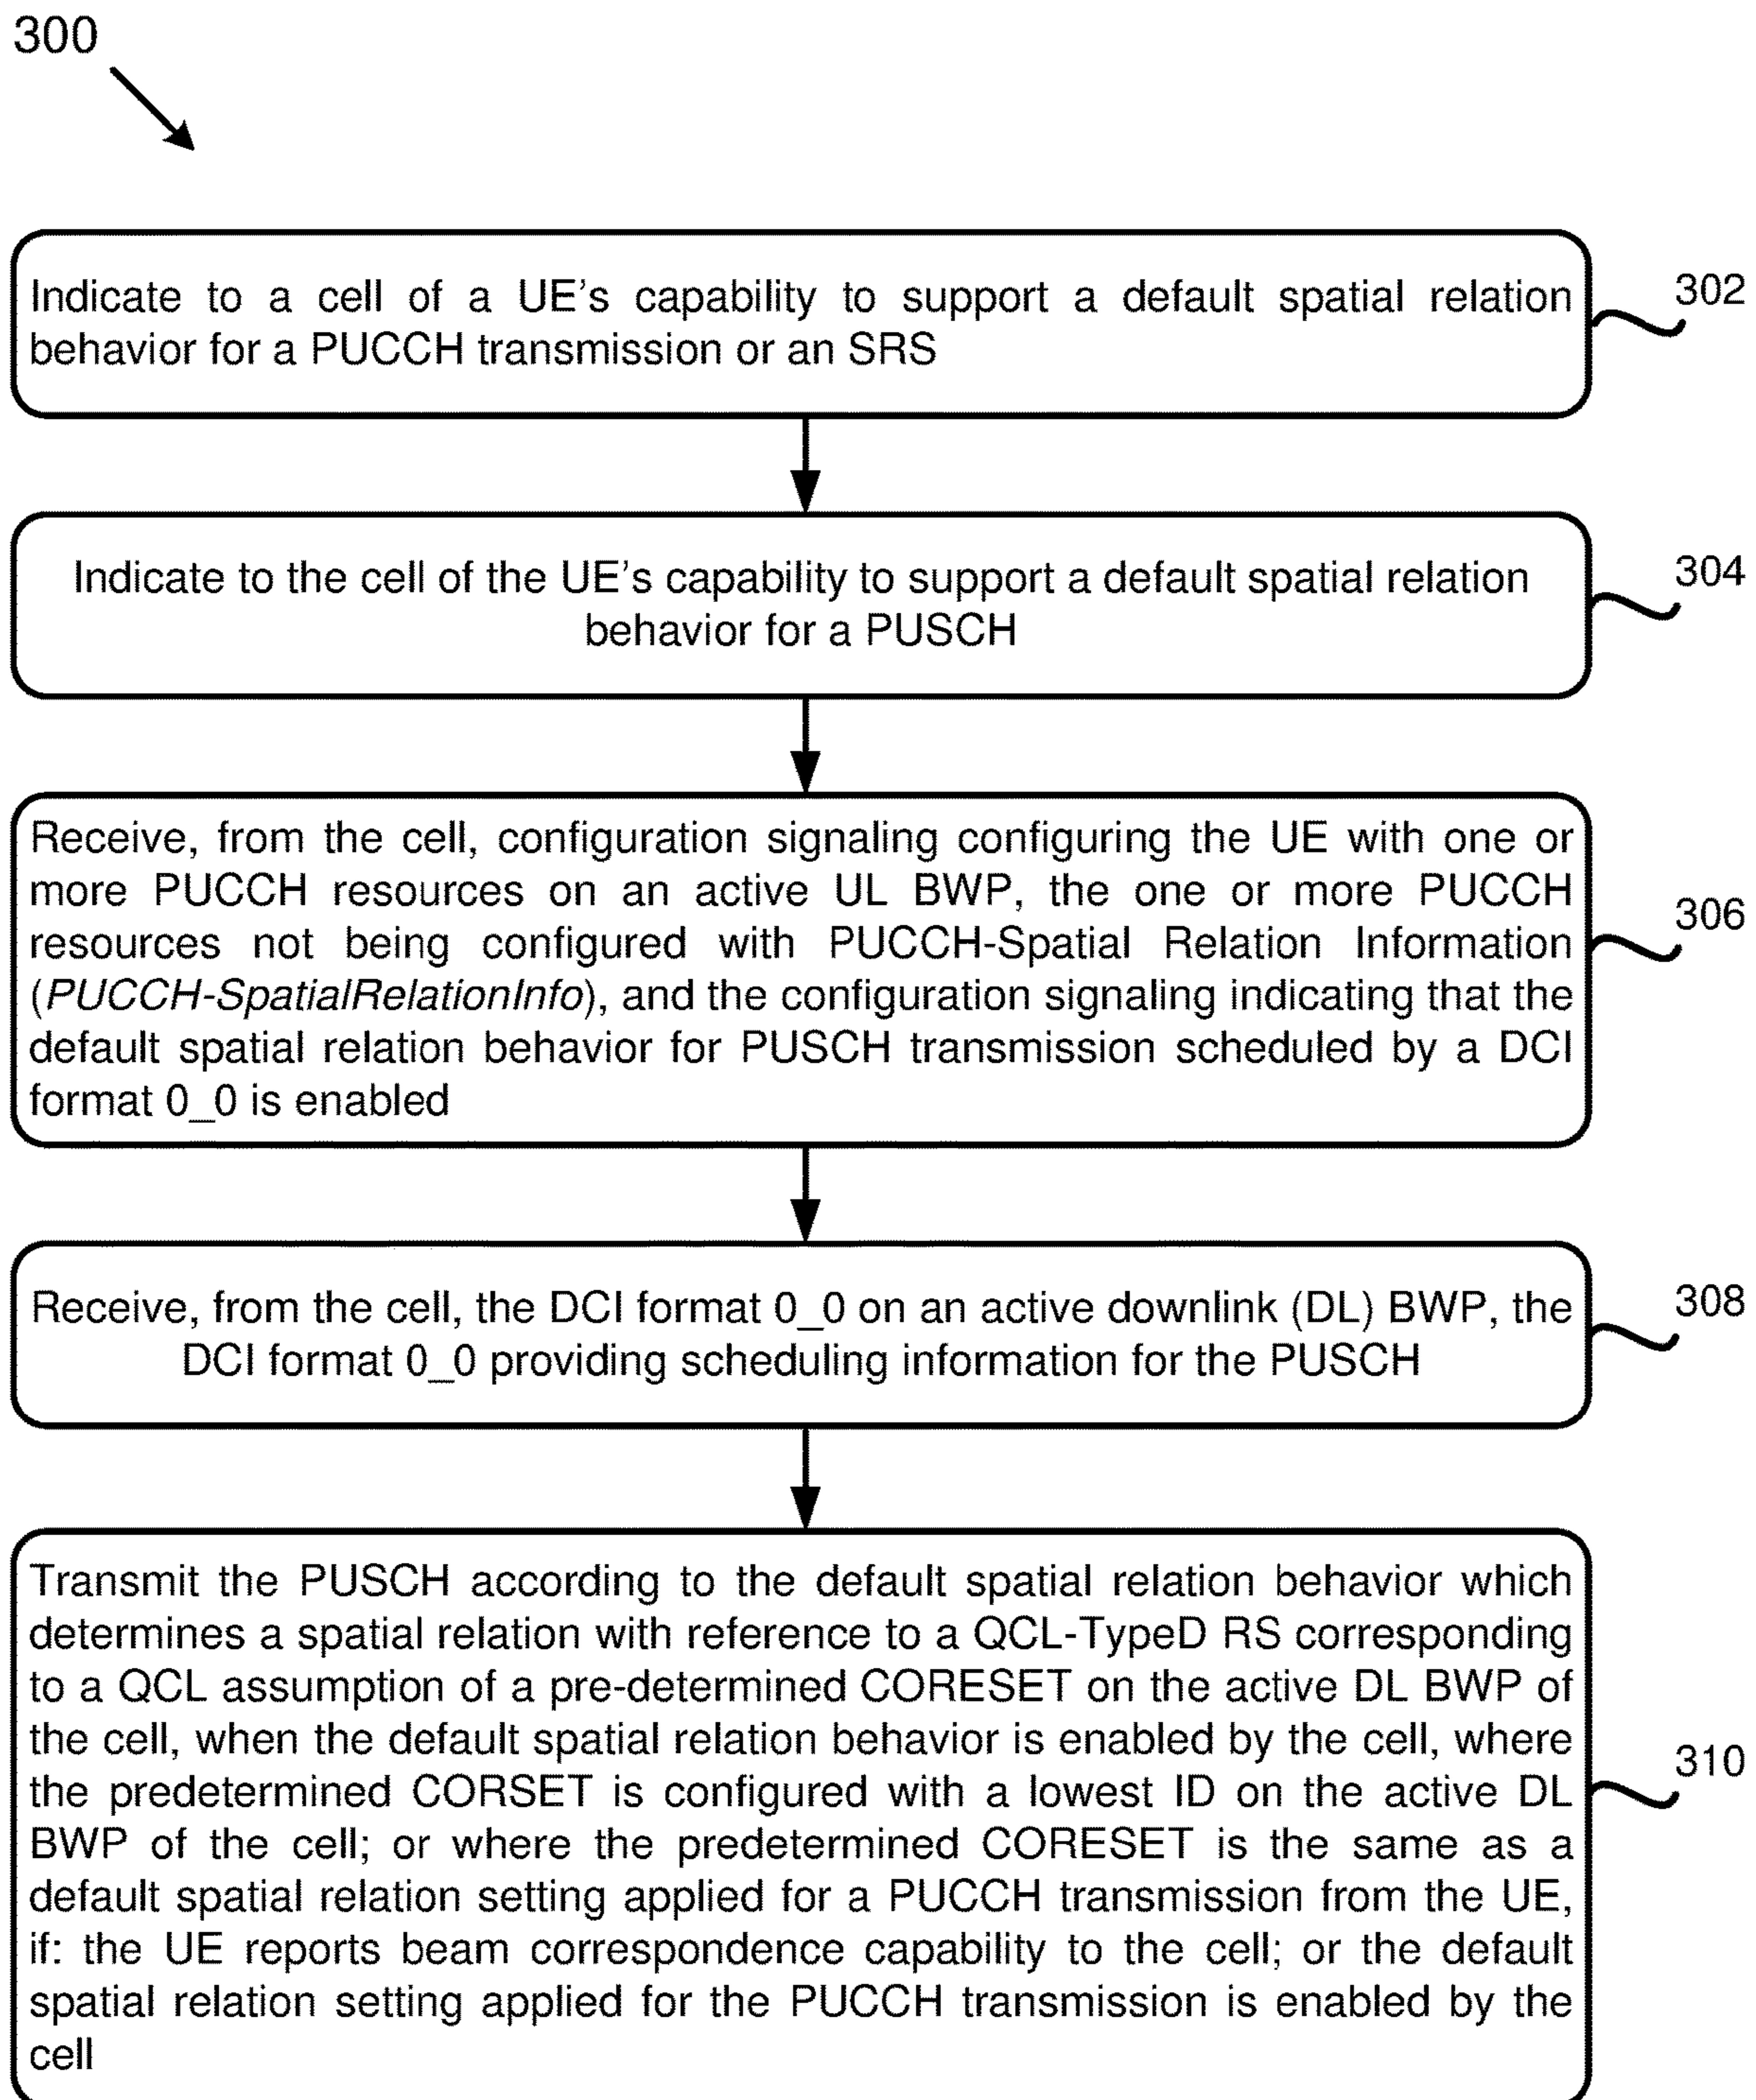 300
Indicate to a cell of a UE's capability to support a default spatial relation
behavior for a PUCCH transmission or an SRS
302
Indicate to the cell of the UE's capability to support a default spatial relation
behavior for a PUSCH
304
Receive, from the cell, configuration signaling configuring the UE with one or
more PUCCH resources on an active UL BWP, the one or more PUCCH
resources not being configured with PUCCH-Spatial Relation Information
(PUCCH-SpatialRelationInfo), and the configuration signaling indicating that the
default spatial relation behavior for PUSCH transmission scheduled by a DCI
format 0_0 is enabled
306
Receive, from the cell, the DCI format 0_0 on an active downlink (DL) BWP, the
DCI format 0_0 providing scheduling information for the PUSCH
308
Transmit the PUSCH according to the default spatial relation behavior which
determines a spatial relation with reference to a QCL-TypeD RS corresponding
to a QCL assumption of a pre-determined CORESET on the active DL BWP of
the cell, when the default spatial relation behavior is enabled by the cell, where
the predetermined CORSET is configured with a lowest ID on the active DL
BWP of the cell; or where the predetermined CORESET is the same as a
default spatial relation setting applied for a PUCCH transmission from the UE,
if: the UE reports beam correspondence capability to the cell; or the default
spatial relation setting applied for the PUCCH transmission is enabled by the
cell
310